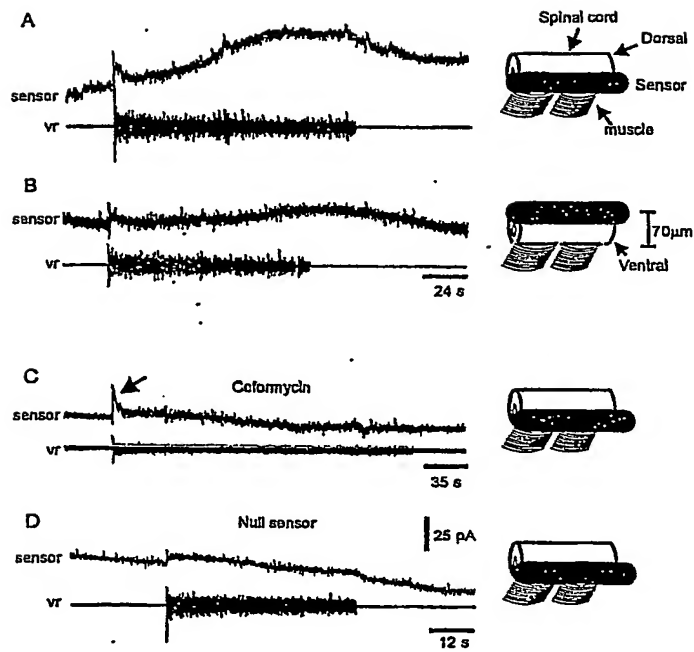 A
sensor
vr
Spinal cord
Dorsal
Sensor
muscle
B
sensor
vr
24 s
70µm
Ventral
C
Coformycin
sensor
vr
35 s
D
Null sensor
25 pA
sensor
vr
12 s